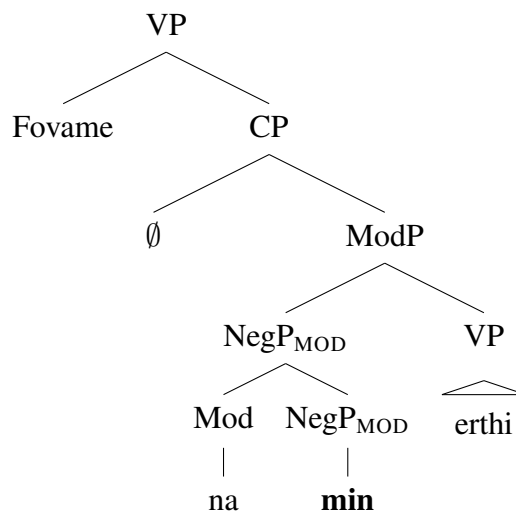 VP
Fovame CP
∅ ModP
NegP_MOD VP
Mod NegP_MOD erthi
na min